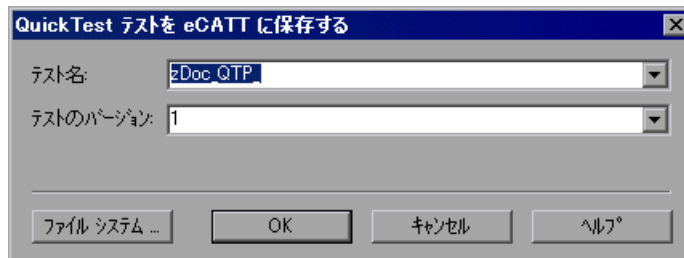 QuickTest テストを eCATT に保存する
テスト名: zDoc_QTP_
テストのバージョン: 1
ファイル システム ... OK キャンセル ヘルプ